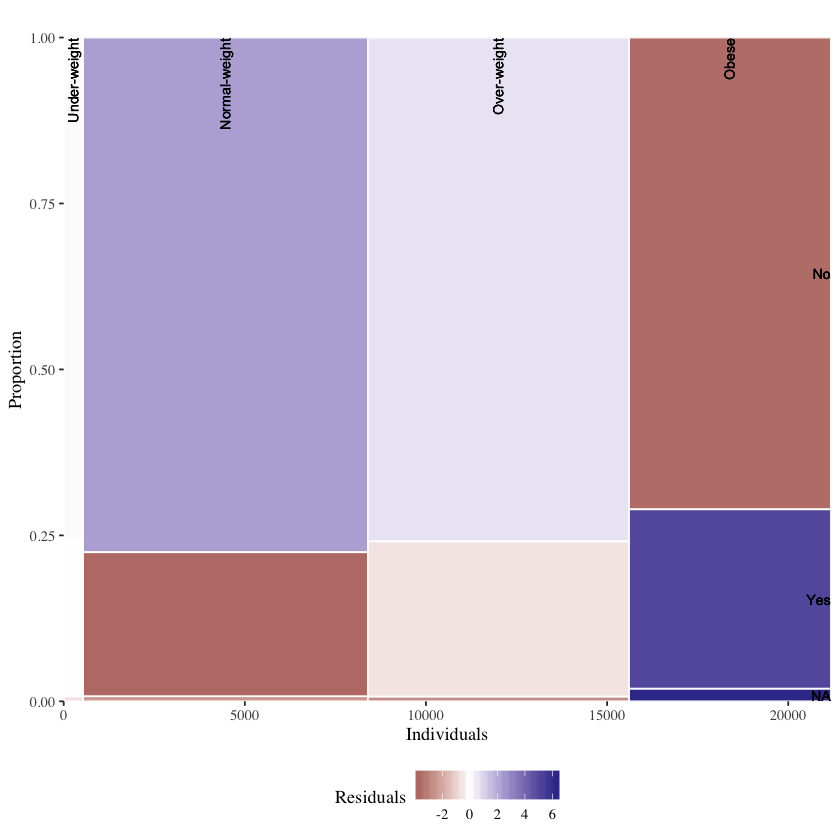 1.00
Under-weight
Normal-weight
Over-weight
Obese
0.75
No
Proportion
0.50
0.25
Yes
NA
0.00
0
5000
10000
15000
20000
Individuals
Residuals
-2
0
2
4
6